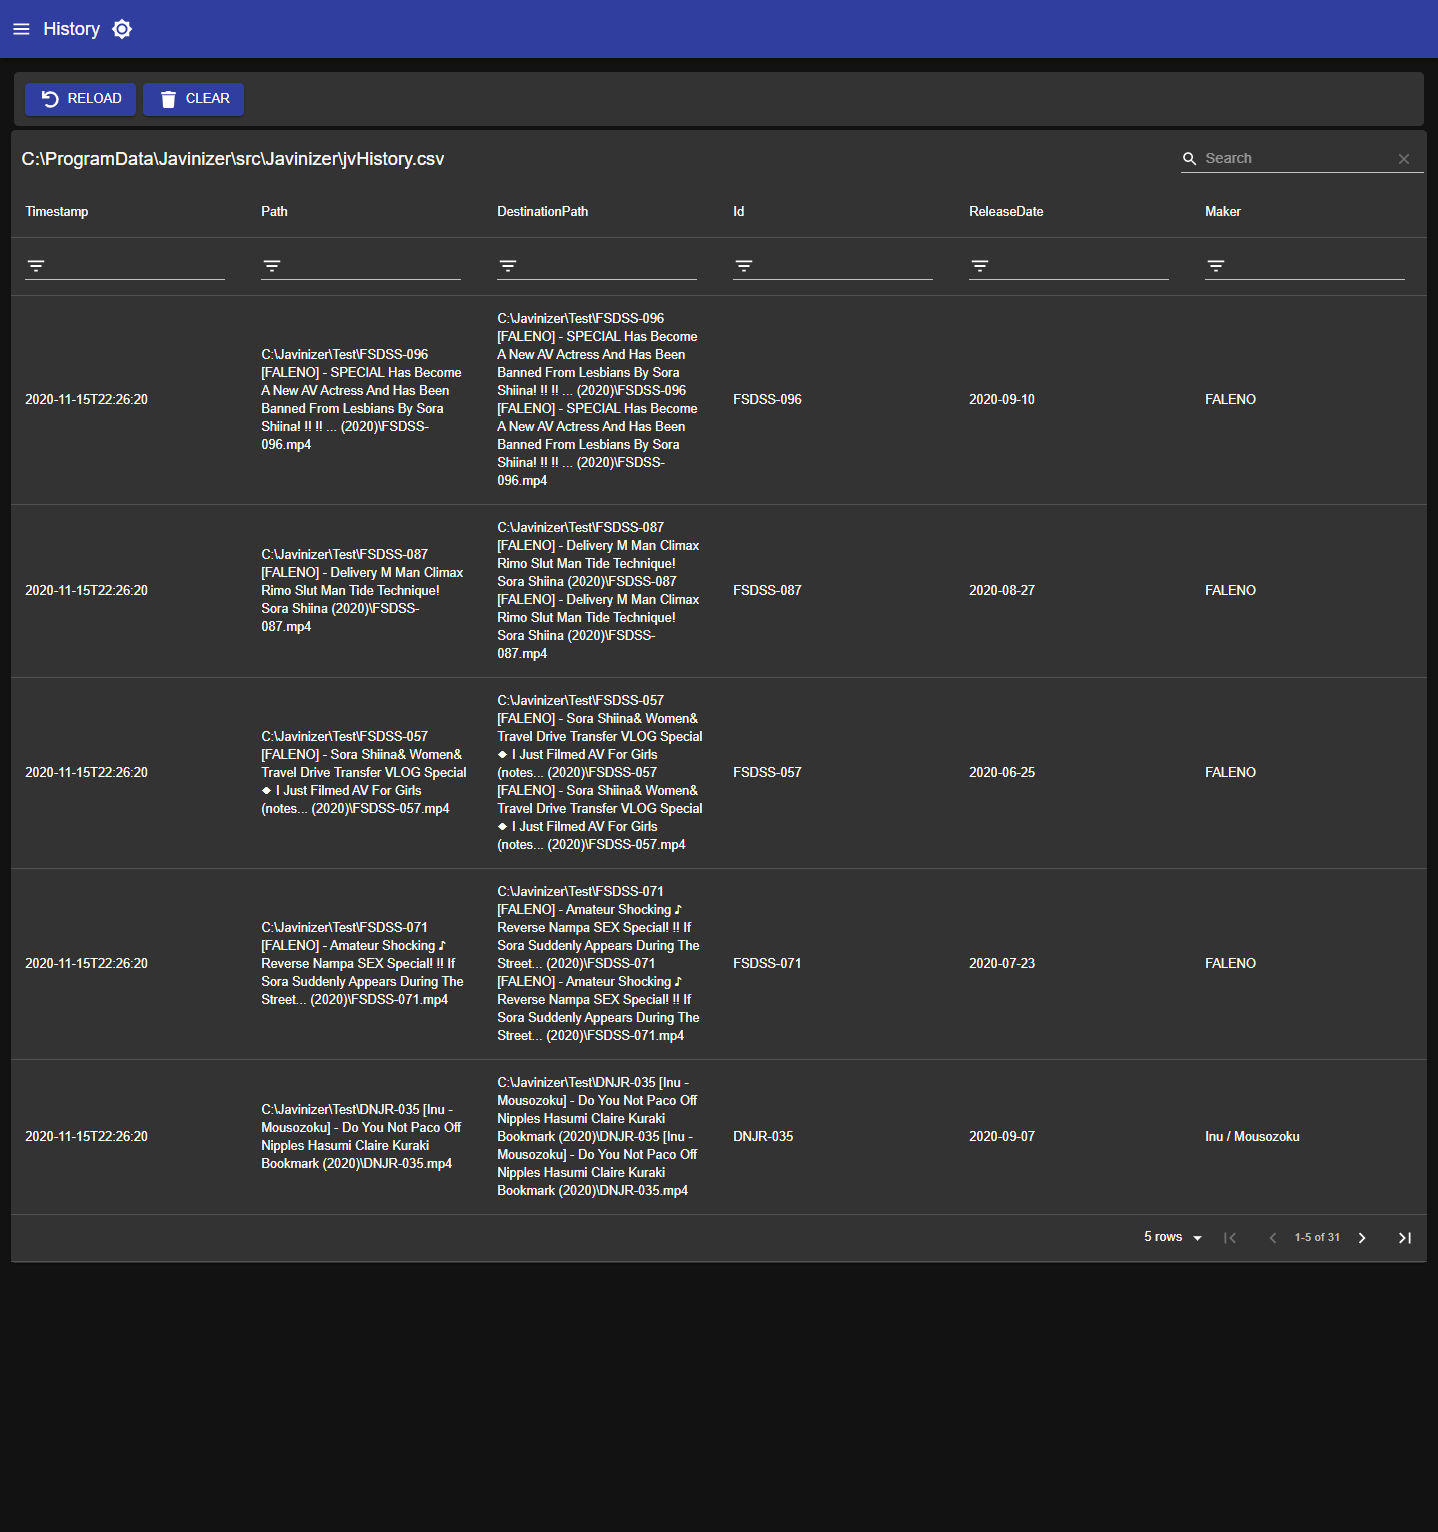 History
RELOAD
CLEAR
C:\ProgramData\Javinizer\src\Javinizer\jvHistory.csv
Search
Timestamp
Path
DestinationPath
Id
ReleaseDate
Maker
2020-11-15T22:26:20
C:\Javinizer\Test\FSDSS-096
[FALENO] - SPECIAL Has Become
A New AV Actress And Has Been
Banned From Lesbians By Sora
Shiina! !! !! ... (2020)\FSDSS-
096.mp4
C:\Javinizer\Test\FSDSS-096
[FALENO] - SPECIAL Has Become
A New AV Actress And Has Been
Banned From Lesbians By Sora
Shiina! !! !! ... (2020)\FSDSS-096
[FALENO] - SPECIAL Has Become
A New AV Actress And Has Been
Banned From Lesbians By Sora
Shiina! !! !! ... (2020)\FSDSS-
096.mp4
FSDSS-096
2020-09-10
FALENO
2020-11-15T22:26:20
C:\Javinizer\Test\FSDSS-087
[FALENO] - Delivery M Man Climax
Rimo Slut Man Tide Technique!
Sora Shiina (2020)\FSDSS-
087.mp4
C:\Javinizer\Test\FSDSS-087
[FALENO] - Delivery M Man Climax
Rimo Slut Man Tide Technique!
Sora Shiina (2020)\FSDSS-087
[FALENO] - Delivery M Man Climax
Rimo Slut Man Tide Technique!
Sora Shiina (2020)\FSDSS-
087.mp4
FSDSS-087
2020-08-27
FALENO
2020-11-15T22:26:20
C:\Javinizer\Test\FSDSS-057
[FALENO] - Sora Shiina& Women&
Travel Drive Transfer VLOG Special
◆ I Just Filmed AV For Girls
(notes... (2020)\FSDSS-057.mp4
C:\Javinizer\Test\FSDSS-057
[FALENO] - Sora Shiina& Women&
Travel Drive Transfer VLOG Special
◆ I Just Filmed AV For Girls
(notes... (2020)\FSDSS-057
[FALENO] - Sora Shiina& Women&
Travel Drive Transfer VLOG Special
◆ I Just Filmed AV For Girls
(notes... (2020)\FSDSS-057.mp4
FSDSS-057
2020-06-25
FALENO
2020-11-15T22:26:20
C:\Javinizer\Test\FSDSS-071
[FALENO] - Amateur Shocking ♪
Reverse Nampa SEX Special! !! If
Sora Suddenly Appears During The
Street... (2020)\FSDSS-071.mp4
C:\Javinizer\Test\FSDSS-071
[FALENO] - Amateur Shocking ♪
Reverse Nampa SEX Special! !! If
Sora Suddenly Appears During The
Street... (2020)\FSDSS-071
[FALENO] - Amateur Shocking ♪
Reverse Nampa SEX Special! !! If
Sora Suddenly Appears During The
Street... (2020)\FSDSS-071.mp4
FSDSS-071
2020-07-23
FALENO
2020-11-15T22:26:20
C:\Javinizer\Test\DNJR-035 [Inu -
Mousozoku] - Do You Not Paco Off
Nipples Hasumi Claire Kuraki
Bookmark (2020)\DNJR-035.mp4
C:\Javinizer\Test\DNJR-035 [Inu -
Mousozoku] - Do You Not Paco Off
Nipples Hasumi Claire Kuraki
Bookmark (2020)\DNJR-035 [Inu -
Mousozoku] - Do You Not Paco Off
Nipples Hasumi Claire Kuraki
Bookmark (2020)\DNJR-035.mp4
DNJR-035
2020-09-07
Inu / Mousozoku
5 rows
1-5 of 31